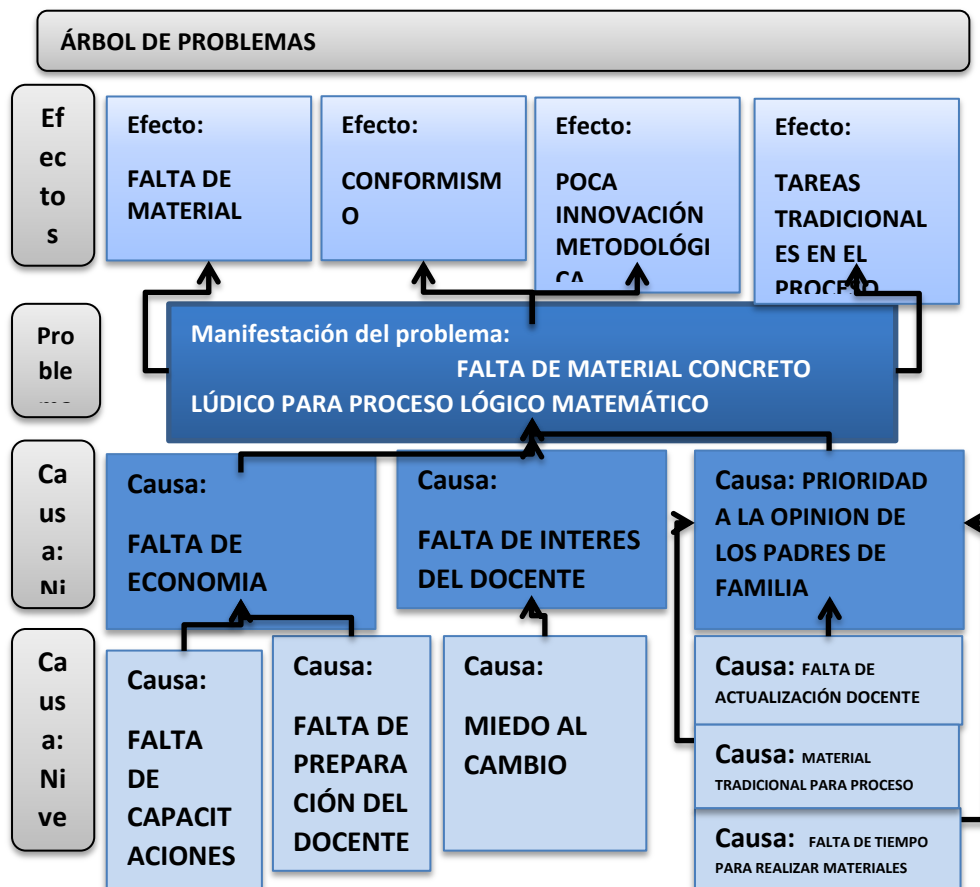 ÁRBOL DE PROBLEMAS
Ef
ec
to
s
Efecto:
FALTA DE
MATERIAL
Efecto:
CONFORMISM
O
Efecto:
POCA
INNOVACIÓN
METODOLÓGI
CA
Efecto:
TAREAS
TRADICIONAL
ES EN EL
PROCESO
Pro
ble
Manifestación del problema:
FALTA DE MATERIAL CONCRETO
LÚDICO PARA PROCESO LÓGICO MATEMÁTICO
Ca
us
a:
Ni
Causa:
FALTA DE
ECONOMIA
Causa:
FALTA DE INTERES
DEL DOCENTE
Causa: PRIORIDAD
A LA OPINION DE
LOS PADRES DE
FAMILIA
Ca
us
a:
Ni
ve
Causa:
FALTA
DE
CAPACIT
ACIONES
Causa:
FALTA DE
PREPARA
CIÓN DEL
DOCENTE
Causa:
MIEDO AL
CAMBIO
Causa: FALTA DE
ACTUALIZACIÓN DOCENTE
Causa: MATERIAL
TRADICIONAL PARA PROCESO
Causa: FALTA DE TIEMPO
PARA REALIZAR MATERIALES